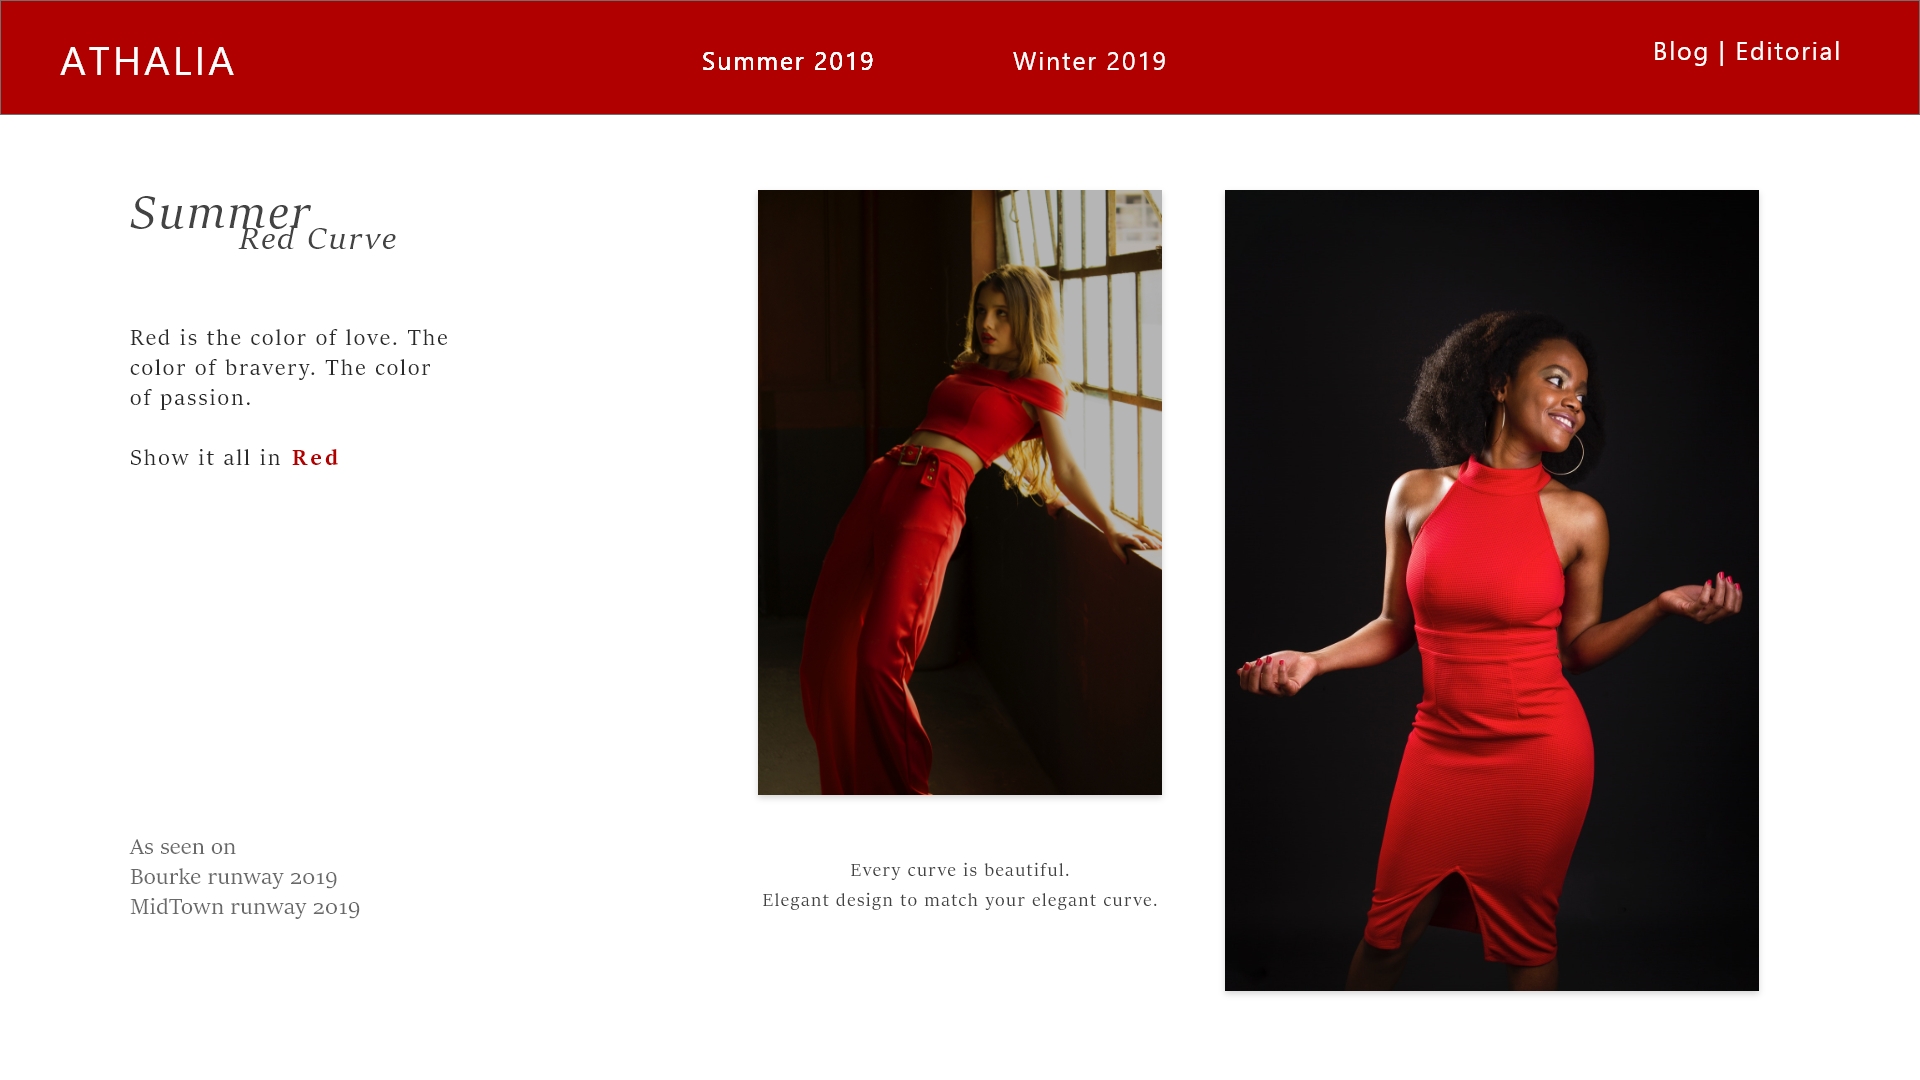 ATHALIA
Summer 2019
Winter 2019
Blog | Editorial
Summer
Red Curve
Red is the color of love. The
color of bravery. The color
of passion.
Show it all in Red
As seen on
Bourke runway 2019
MidTown runway 2019
Every curve is beautiful.
Elegant design to match your elegant curve.